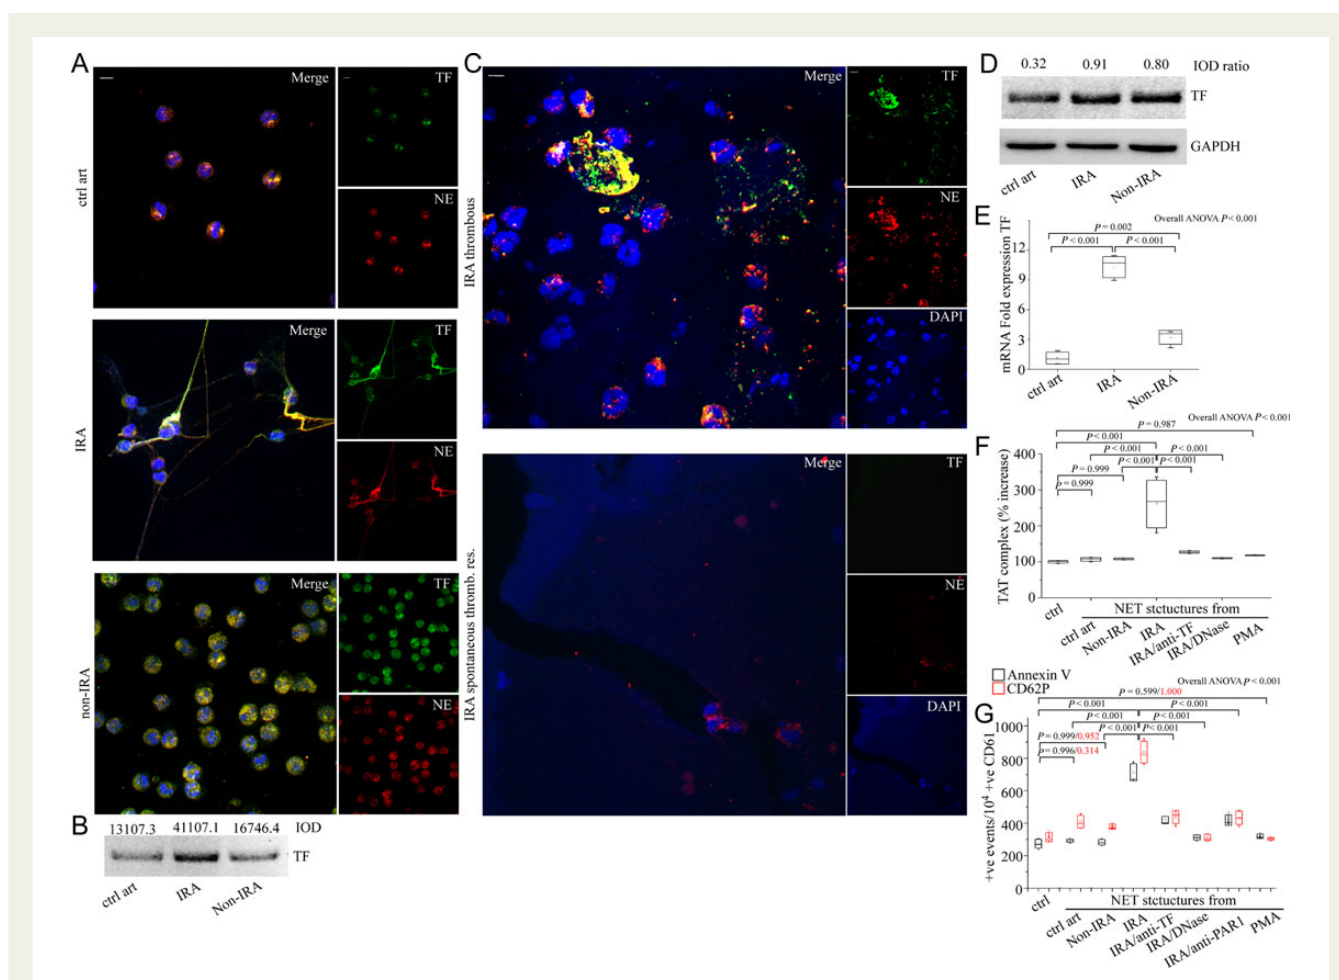 A
Merge
TF
NE
ctrl art
Merge
TF
NE
IRA
Merge
TF
NE
non-IRA
B
13107.3 41107.1 16746.4 IOD
TF
ctrl art IRA Non-IRA
C
Merge
TF
NE
DAPI
IRA thrombous
Merge
TF
NE
DAPI
IRA spontaneous thromb. res.
D
0.32 0.91 0.80 IOD ratio
TF
GAPDH
ctrl art IRA Non-IRA
E
Overall ANOVA P < 0.001
P = 0.002
P < 0.001 P < 0.001
mRNA Fold expression TF
12
9
6
3
0
ctrl art IRA Non-IRA
F
Overall ANOVA P < 0.001
P = 0.987
P < 0.001
P < 0.001 P < 0.001
P < 0.001 P < 0.001
P = 0.999
P = 0.999
TAT complex (% increase)
400
300
200
100
0
ctrl
NET stctuctures from
ctrl art Non-IRA IRA IRA/anti-TF IRA/DNase PMA
G
Annexin V
CD62P
Overall ANOVA P < 0.001
P = 0.599/1.000
P < 0.001 P < 0.001
P < 0.001 P < 0.001
P < 0.001 P < 0.001
P = 0.999/0.952
P = 0.996/0.314
+ve events/10⁴ +ve CD61
1000
800
600
400
200
0
ctrl
NET stctuctures from
ctrl art Non-IRA IRA IRA/anti-TF IRA/DNase IRA/anti-PAR1 PMA